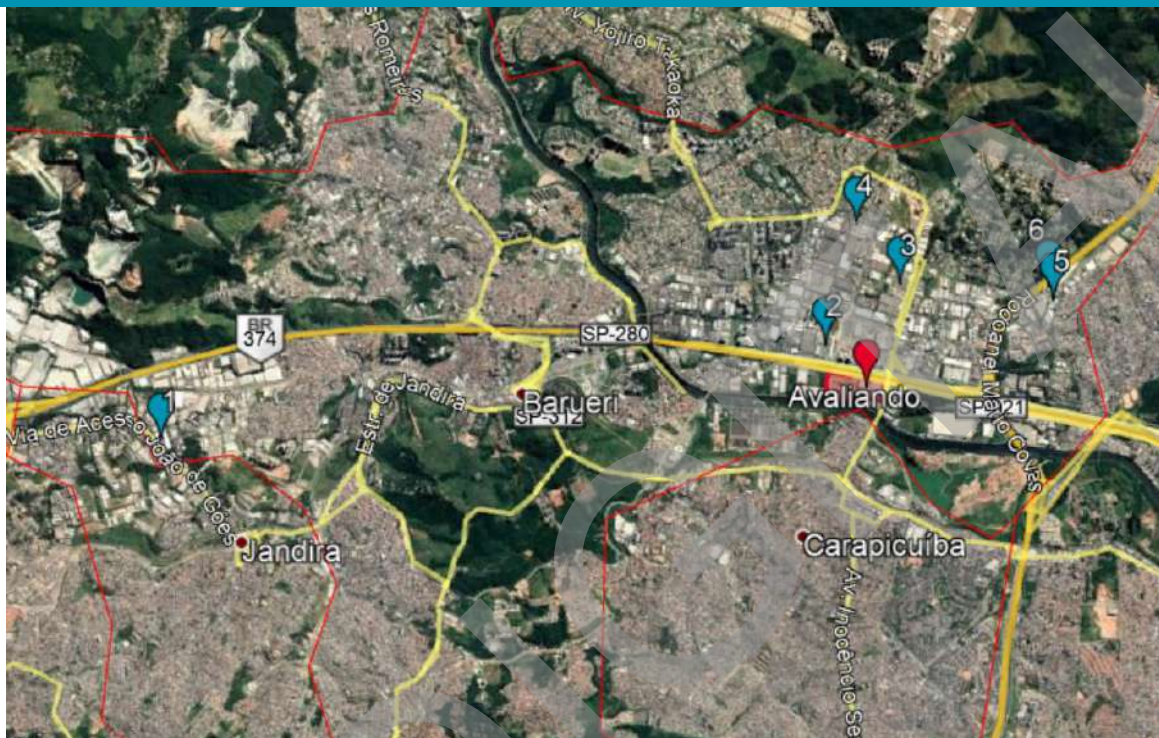 Av. Yojiro Takaoka
s Romeiros
4
3
6
5
2
BR
374
SP-280
Avaliando
SP-021
1
Barueri
SP-312
Estr. de Jandira
Via de Acesso João de Góes
Rodoanel Mário Covas
Jandira
Carapicuíba
Av. Inocêncio Se